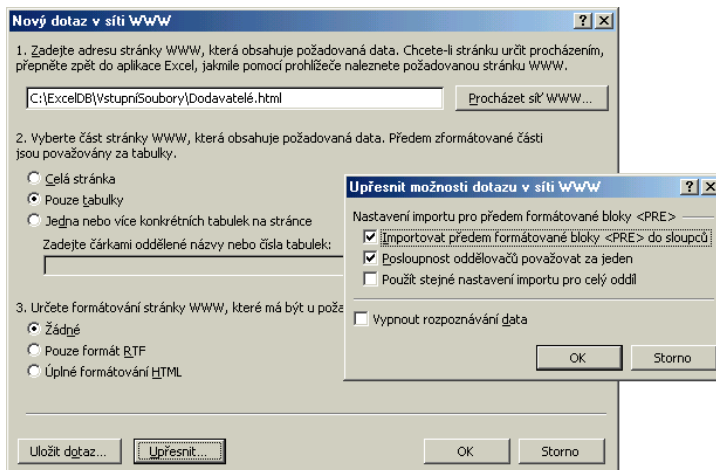 Nový dotaz v síti WWW
1. Zadejte adresu stránky WWW, která obsahuje požadovaná data. Chcete-li stránku určit procházením,
přepněte zpět do aplikace Excel, jakmile pomocí prohlížeče naleznete požadovanou stránku WWW.
C:\ExcelDB\VstupníSoubory\Dodavatelé.html
Procházet síť WWW...
2. Vyberte část stránky WWW, která obsahuje požadovaná data. Předem zformátované části
jsou považovány za tabulky.
Celá stránka
Pouze tabulky
Jedna nebo více konkrétních tabulek na stránce
Zadejte čárkami oddělené názvy nebo čísla tabulek:
3. Určete formátování stránky WWW, které má být u
Žádné
Pouze formát RTF
Úplné formátování HTML
Uložit dotaz...
Upřesnit...
OK
Storno
Upřesnit možnosti dotazu v síti WWW
Nastavení importu pro předem formátované bloky <PRE>
Importovat předem formátované bloky <PRE> do sloupců
Posloupnost oddělovačů považovat za jeden
Použít stejné nastavení importu pro celý oddíl
Vypnout rozpoznávání data
OK
Storno